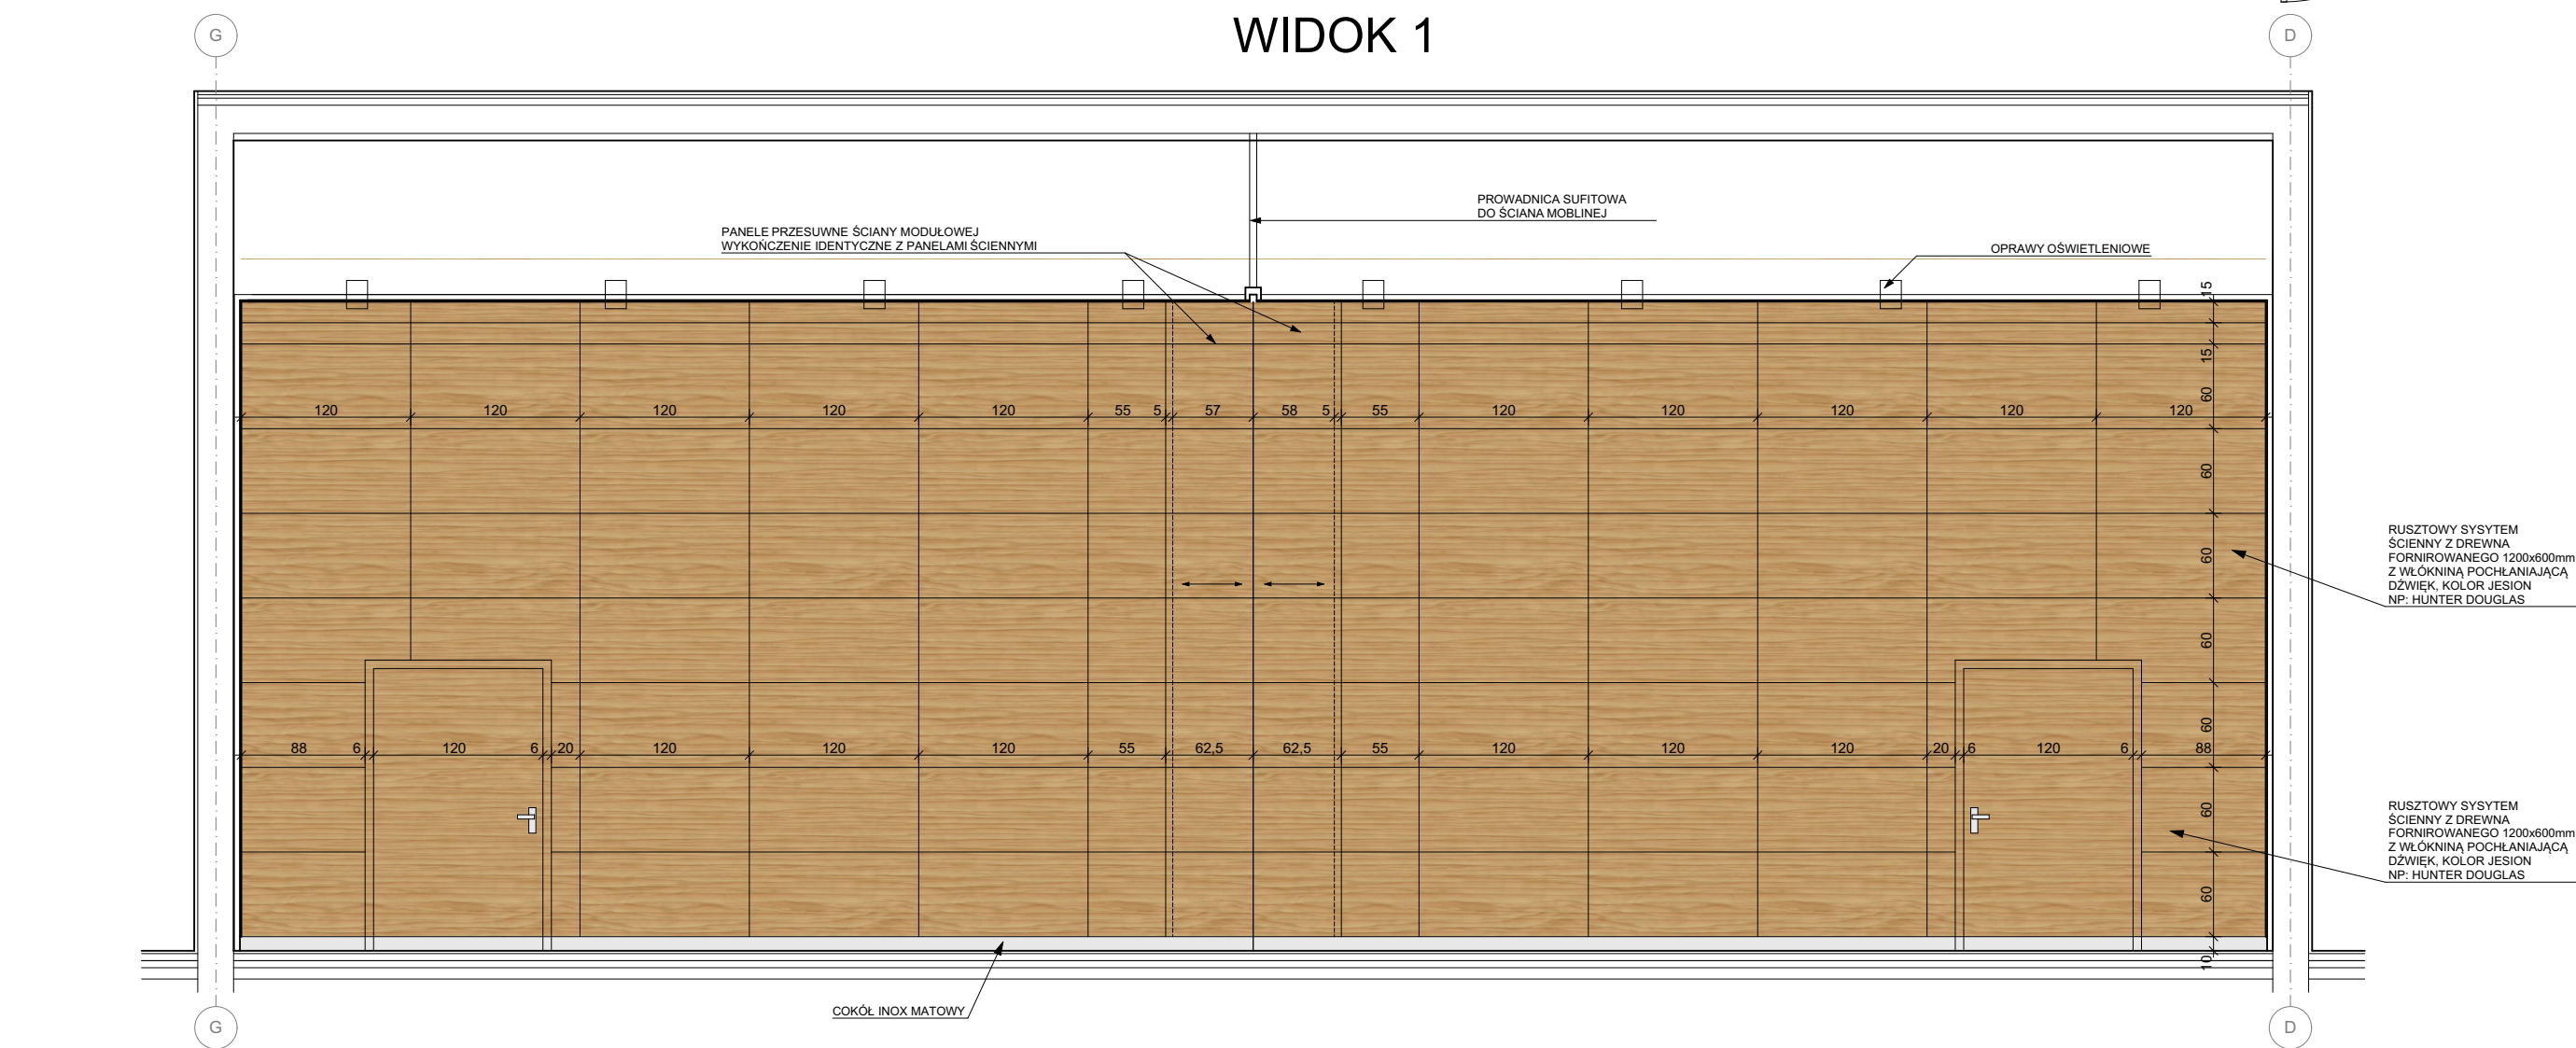 WIDOK 1
G
D
PROWADNICA SUFITOWA
DO ŚCIANA MOBLINEJ
PANELE PRZESUWNE ŚCIANY MODUŁOWEJ
WYKOŃCZENIE IDENTYCZNE Z PANELAMI ŚCIENNYMI
OPRAWY OŚWIETLENIOWE
15
15
60
120 120 120 120 120 55 5 57 58 5 55 120 120 120 120 120
60
60
RUSZTOWY SYSYTEM
ŚCIENNY Z DREWNA
FORNIROWANEGO 1200x600mm
Z WŁÓKNINĄ POCHŁANIAJĄCĄ
DŹWIĘK, KOLOR JESION
NP: HUNTER DOUGLAS
60
60
88 6 120 6 20 120 120 120 55 62,5 62,5 55 120 120 120 20 6 120 6 88
60
RUSZTOWY SYSYTEM
ŚCIENNY Z DREWNA
FORNIROWANEGO 1200x600mm
Z WŁÓKNINĄ POCHŁANIAJĄCĄ
DŹWIĘK, KOLOR JESION
NP: HUNTER DOUGLAS
60
10
COKÓŁ INOX MATOWY
G
D